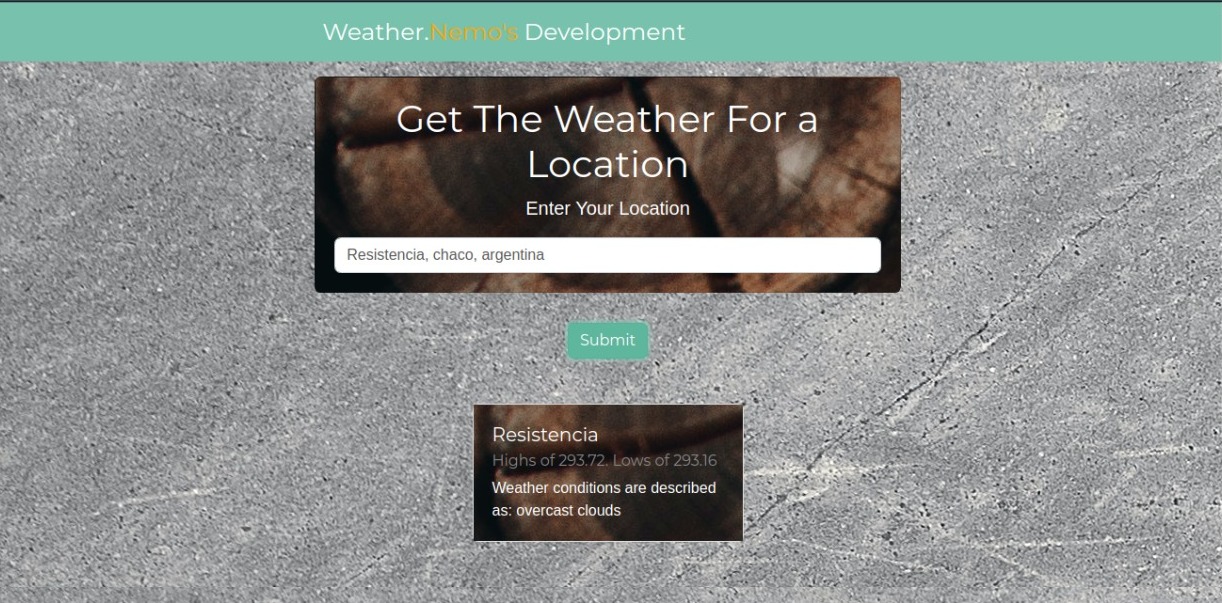 Weather.Nemo's Development
Get The Weather For a
Location
Enter Your Location
Resistencia, chaco, argentina
Submit
Resistencia
Highs of 293.72. Lows of 293.16
Weather conditions are described
as: overcast clouds